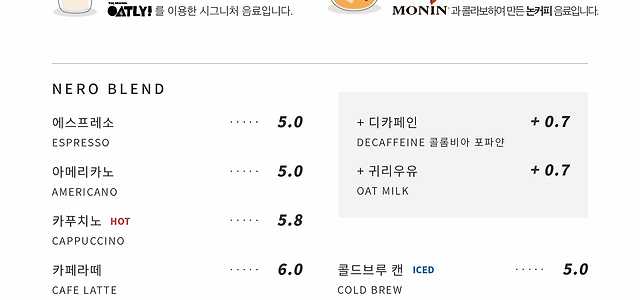 OATLY! 를 이용한 시그니처 음료입니다.
MONIN 과 콜라보하여 만든 논커피 음료입니다.
NERO BLEND
에스프레소 ····· 5.0
ESPRESSO
아메리카노 ····· 5.0
AMERICANO
카푸치노 HOT ····· 5.8
CAPPUCCINO
카페라떼 ····· 6.0
CAFE LATTE
+ 디카페인 + 0.7
DECAFFEINE 콜롬비아 포파얀
+ 귀리우유 + 0.7
OAT MILK
콜드브루 캔 ICED ····· 5.0
COLD BREW